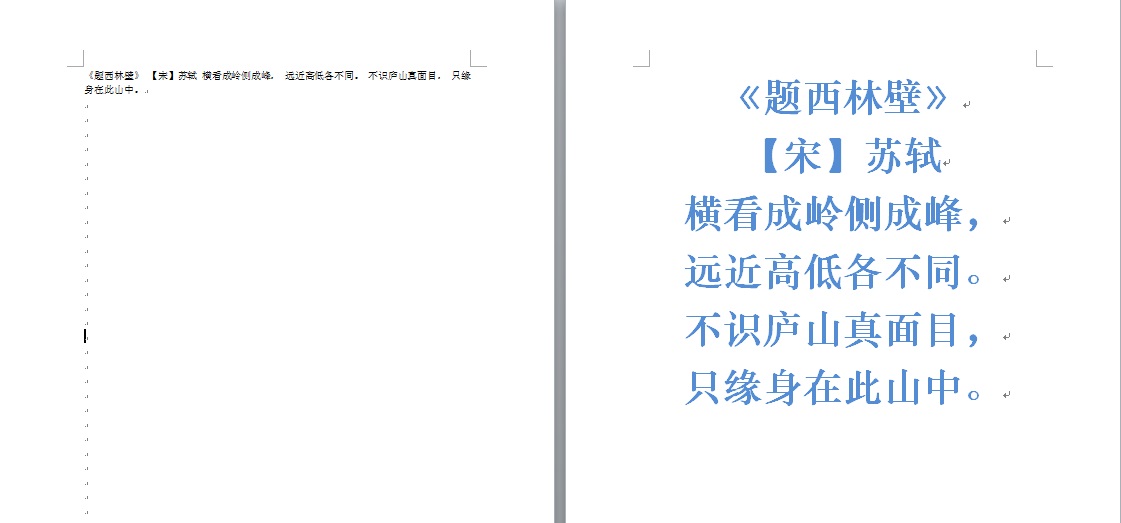 《题西林壁》 【宋】苏轼 横看成岭侧成峰, 远近高低各不同。 不识庐山真面目, 只缘
身在此山中。
《题西林壁》
【宋】苏轼
横看成岭侧成峰，
远近高低各不同。
不识庐山真面目，
只缘身在此山中。